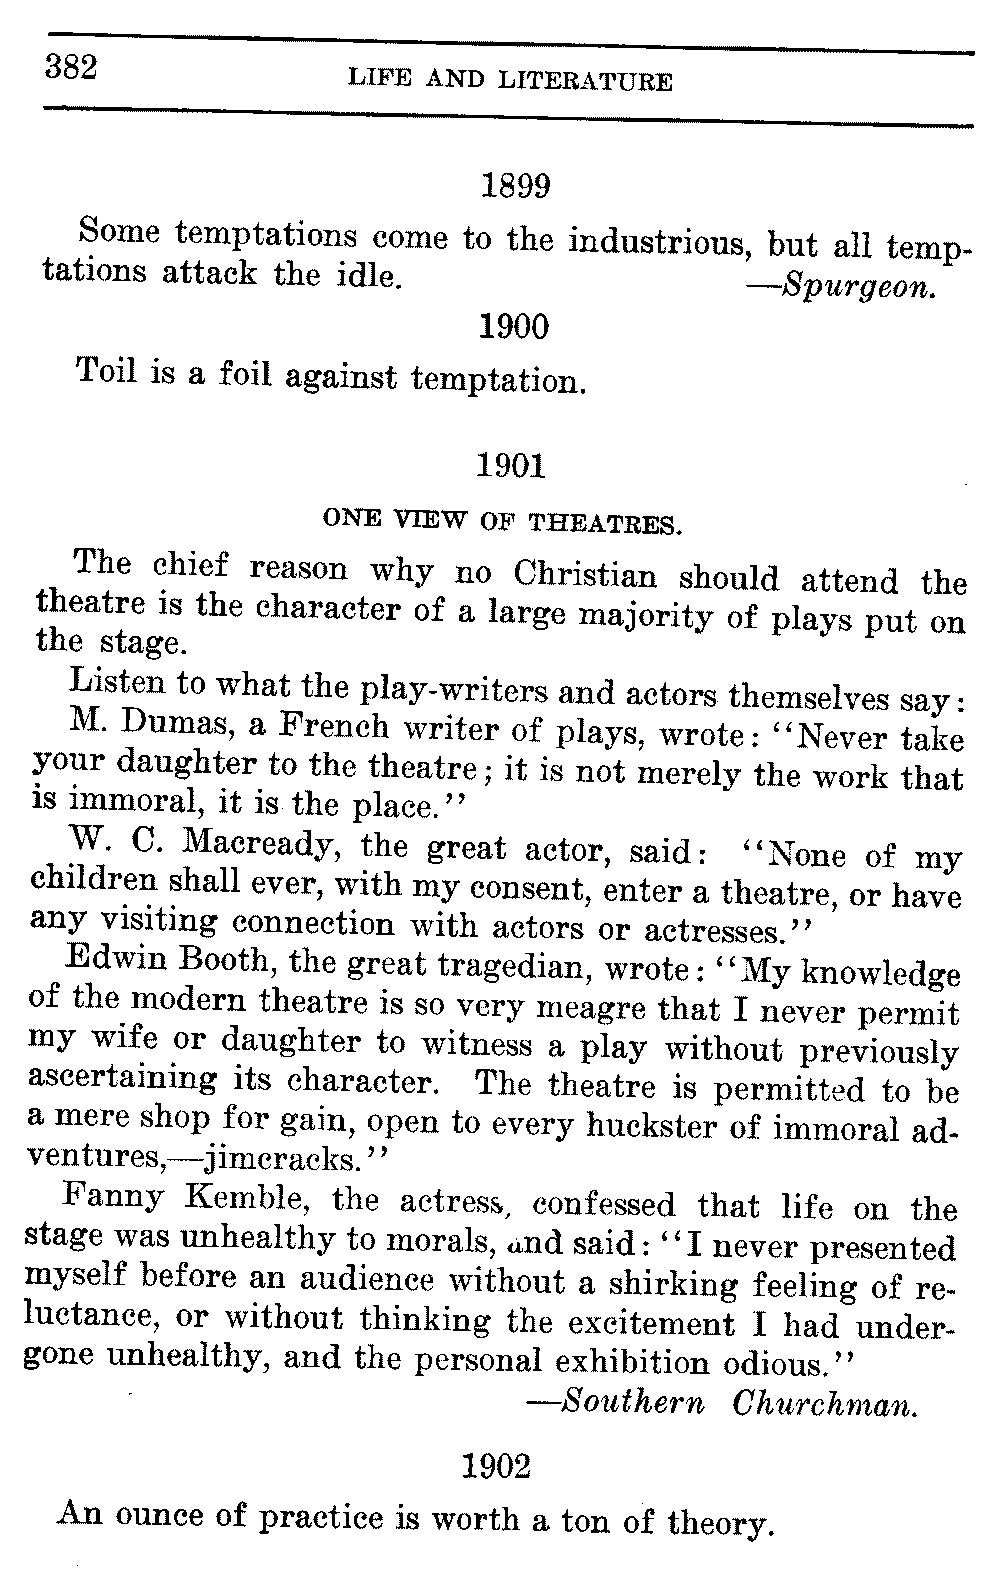 382
LIFE AND LITERATURE
1899
Some temptations come to the industrious, but all temp-
tations attack the idle. —Spurgeon.
1900
Toil is a foil against temptation.
1901
ONE VIEW OF THEATRES.
The chief reason why no Christian should attend the
theatre is the character of a large majority of plays put on
the stage.
Listen to what the play-writers and actors themselves say:
M. Dumas, a French writer of plays, wrote: "Never take
your daughter to the theatre; it is not merely the work that
is immoral, it is the place."
W. C. Macready, the great actor, said: "None of my
children shall ever, with my consent, enter a theatre, or have
any visiting connection with actors or actresses."
Edwin Booth, the great tragedian, wrote: "My knowledge
of the modern theatre is so very meagre that I never permit
my wife or daughter to witness a play without previously
ascertaining its character. The theatre is permitted to be
a mere shop for gain, open to every huckster of immoral ad-
ventures,—jimcracks."
Fanny Kemble, the actress, confessed that life on the
stage was unhealthy to morals, and said: "I never presented
myself before an audience without a shirking feeling of re-
luctance, or without thinking the excitement I had under-
gone unhealthy, and the personal exhibition odious."
—Southern Churchman.
1902
An ounce of practice is worth a ton of theory.